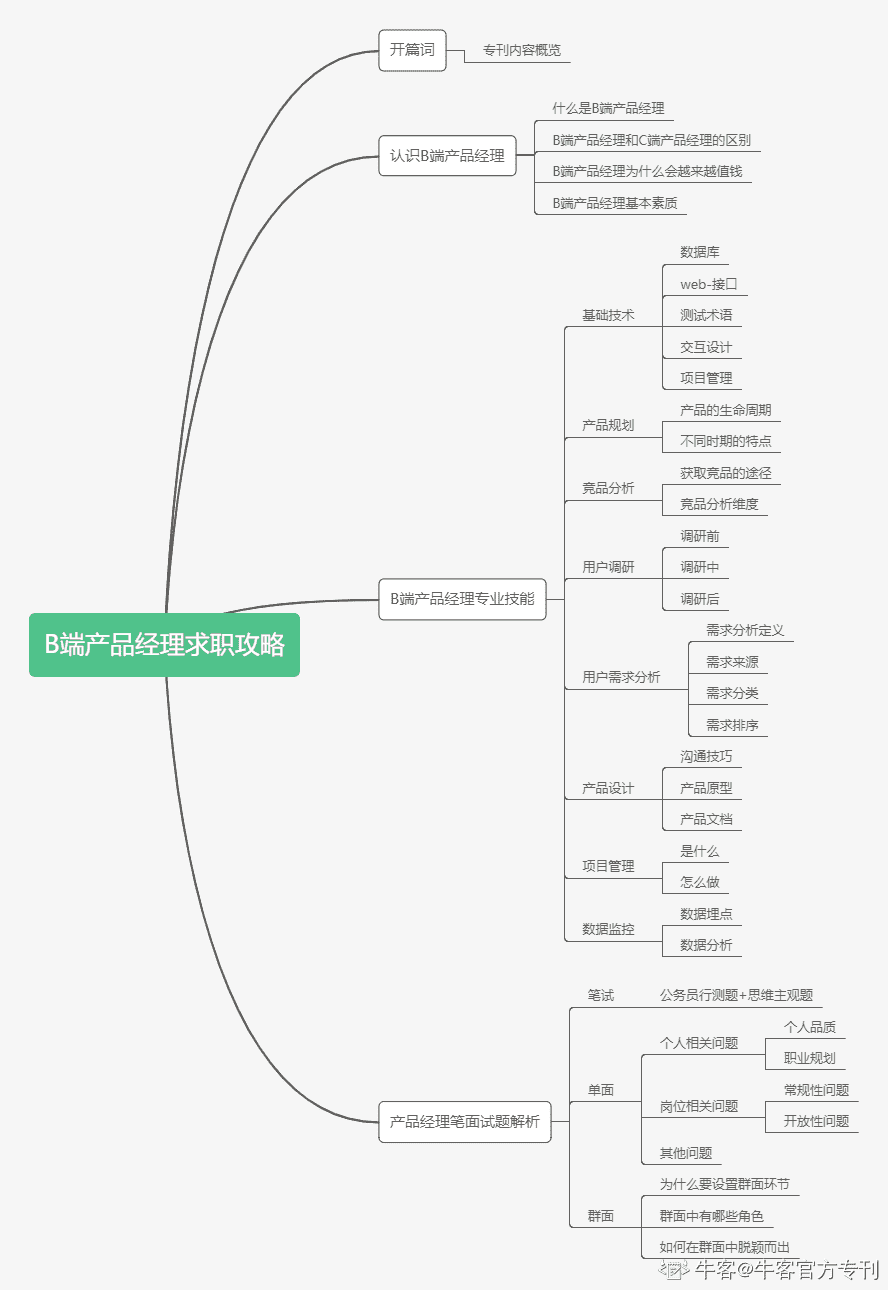 开篇词
专刊内容概览
认识B端产品经理
什么是B端产品经理
B端产品经理和C端产品经理的区别
B端产品经理为什么会越来越值钱
B端产品经理基本素质
B端产品经理求职攻略
B端产品经理专业技能
基础技术
数据库
web-接口
测试术语
交互设计
项目管理
产品规划
产品的生命周期
不同时期的特点
竞品分析
获取竞品的途径
竞品分析维度
用户调研
调研前
调研中
调研后
用户需求分析
需求分析定义
需求来源
需求分类
需求排序
产品设计
沟通技巧
产品原型
产品文档
项目管理
是什么
怎么做
数据监控
数据埋点
数据分析
产品经理笔面试题解析
笔试
公务员行测题+思维主观题
单面
个人相关问题
个人品质
职业规划
岗位相关问题
常规性问题
开放性问题
其他问题
群面
为什么要设置群面环节
群面中有哪些角色
如何在群面中脱颖而出
牛客@牛客官方专刊